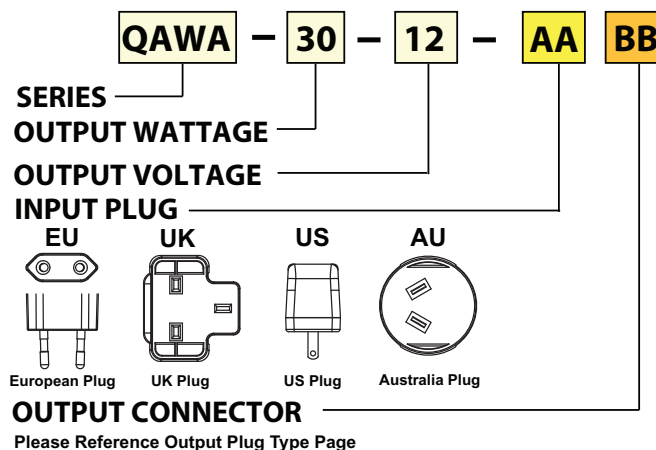 QAWA – 30 – 12 – AA BB
SERIES
OUTPUT WATTAGE
OUTPUT VOLTAGE
INPUT PLUG
EU UK US AU
European Plug UK Plug US Plug Australia Plug
OUTPUT CONNECTOR
Please Reference Output Plug Type Page